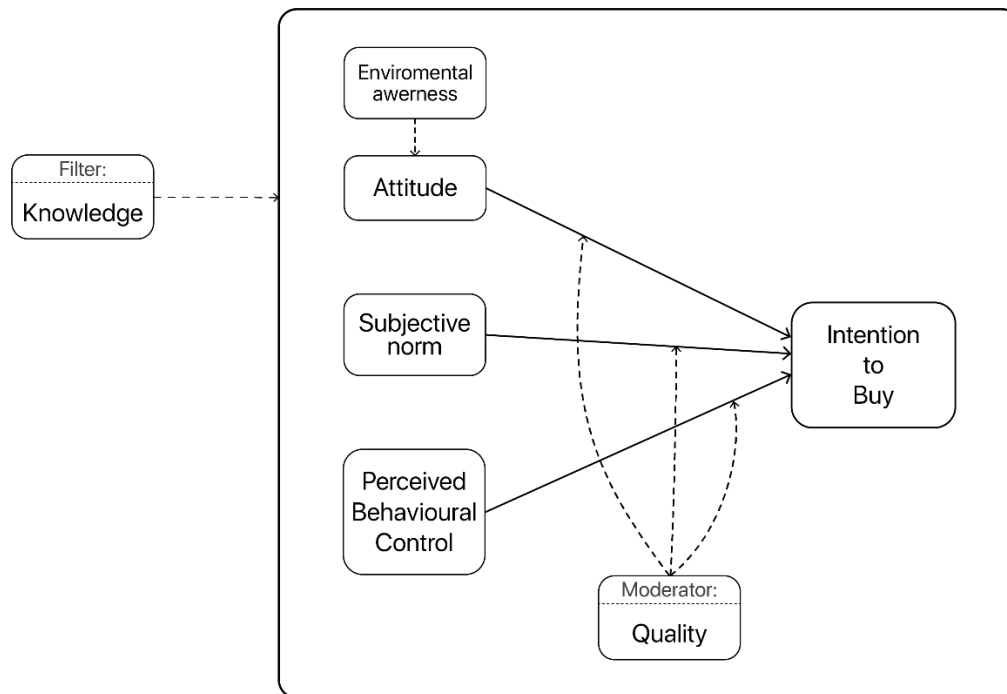 Enviromental
awerness
Filter:
Knowledge
Attitude
Subjective
norm
Intention
to
Buy
Perceived
Behavioural
Control
Moderator:
Quality